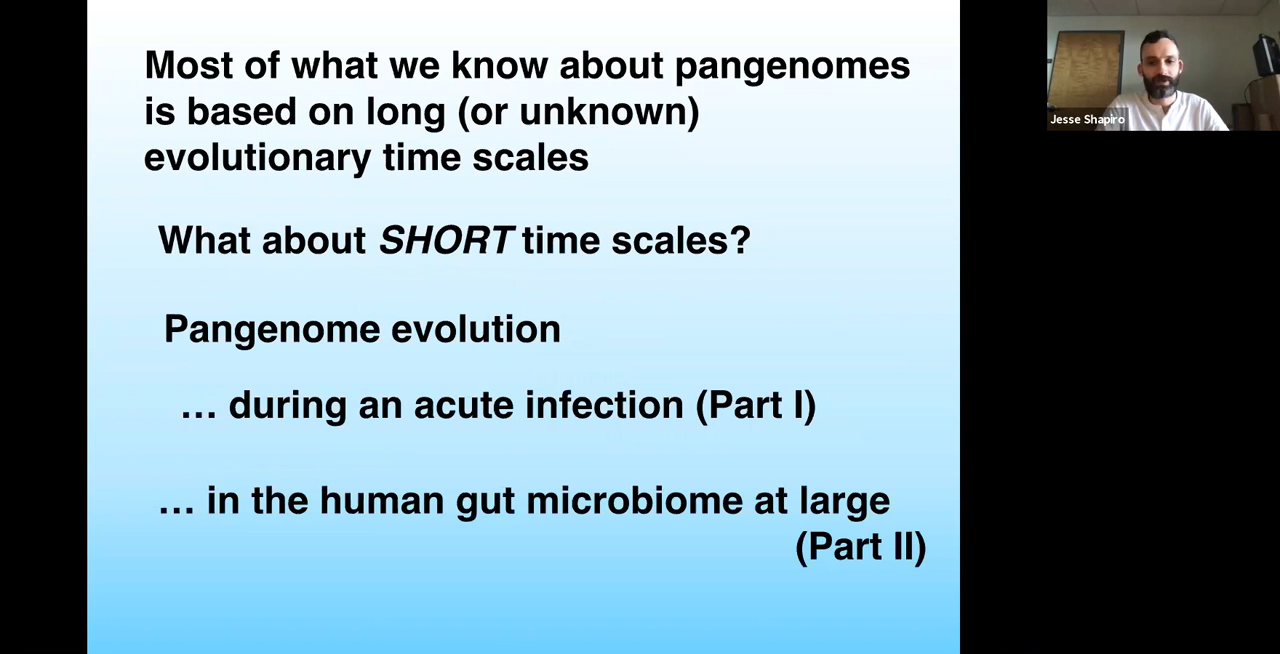 Most of what we know about pangenomes
is based on long (or unknown)
evolutionary time scales
What about SHORT time scales?
Pangenome evolution
… during an acute infection (Part I)
… in the human gut microbiome at large
(Part II)
Jesse Shapiro